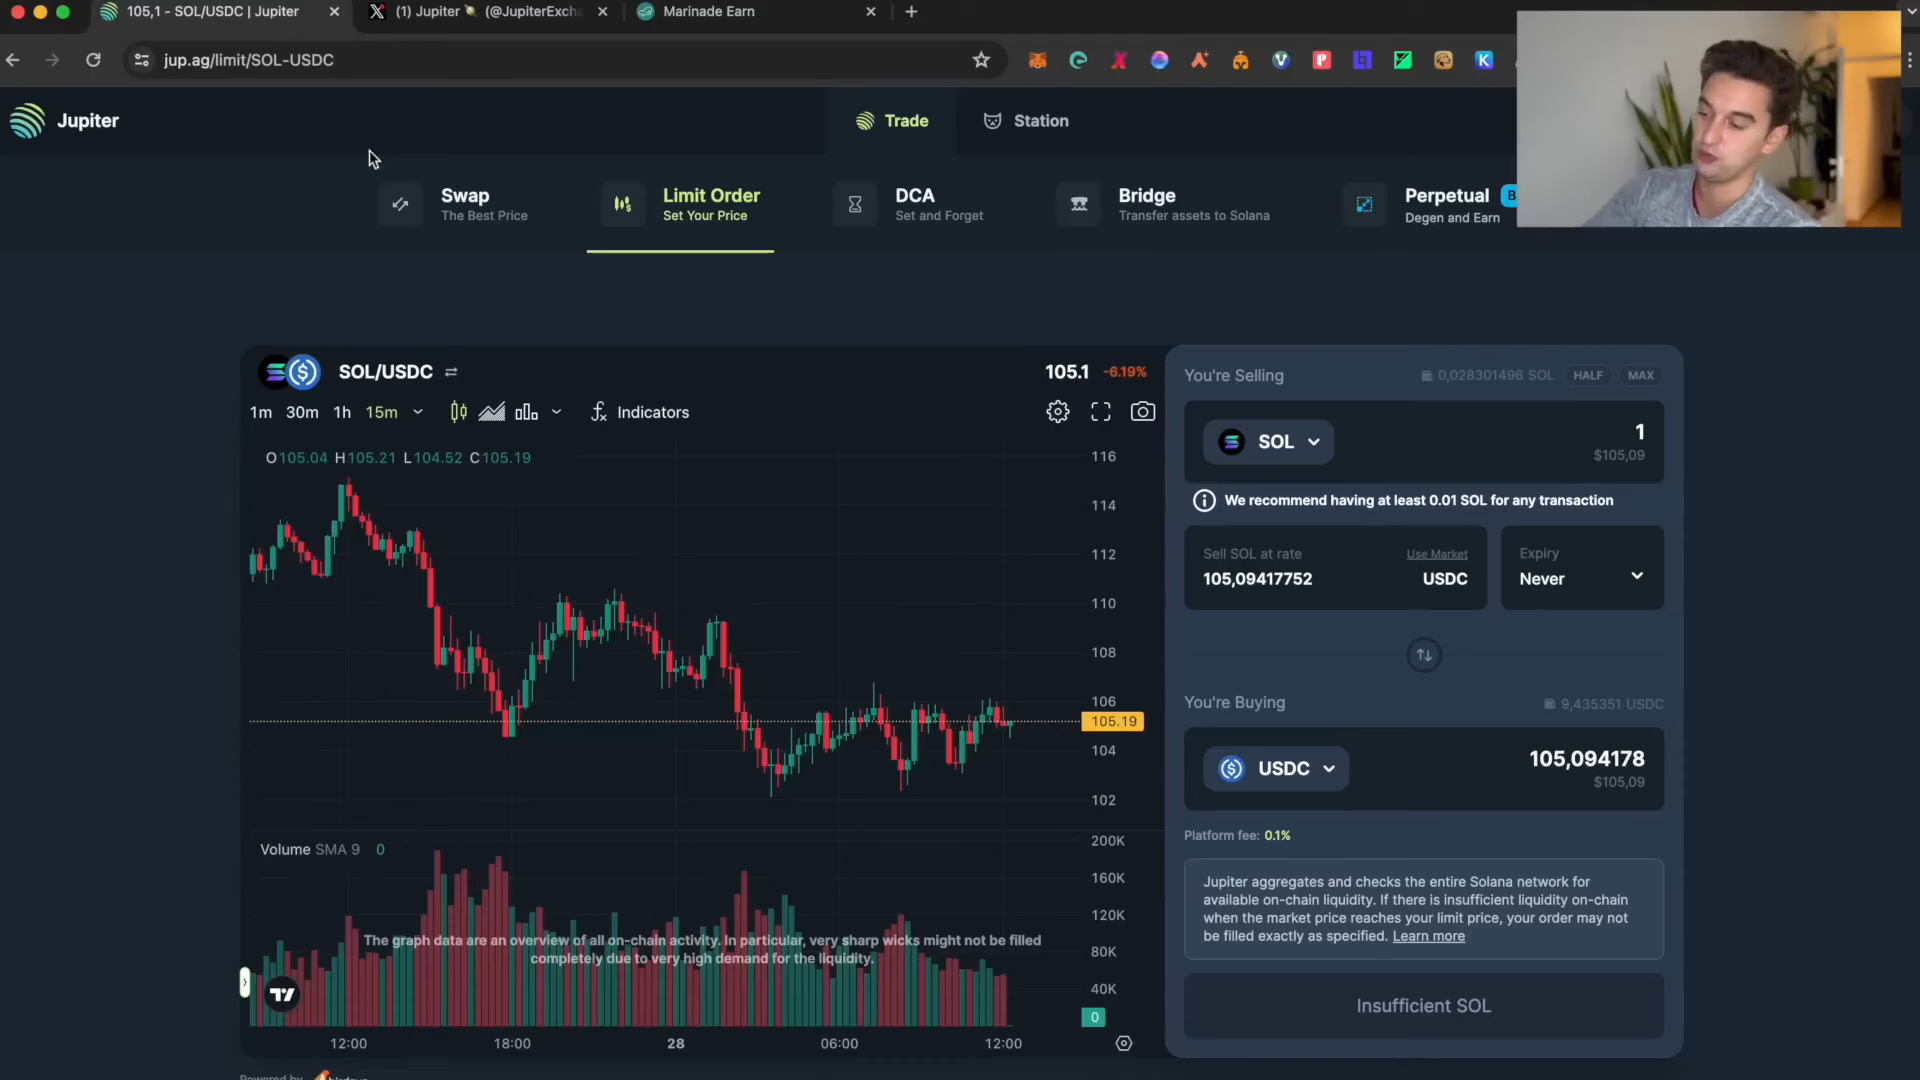 105,1 - SOL/USDC | Jupiter
(1) Jupiter 🪐 (@JupiterExch
Marinade Earn
jup.ag/limit/SOL-USDC
Jupiter
Trade
Station
Swap
The Best Price
Limit Order
Set Your Price
DCA
Set and Forget
Bridge
Transfer assets to Solana
Perpetual B
Degen and Earn
SOL/USDC
105.1 -6.19%
1m 30m 1h 15m
Indicators
O105.04 H105.21 L104.52 C105.19
116
114
112
110
108
106
105.19
104
102
Volume SMA 9 0
200K
160K
120K
80K
40K
0
The graph data are an overview of all on-chain activity. In particular, very sharp wicks might not be filled
completely due to very high demand for the liquidity.
12:00 18:00 28 06:00 12:00
Powered by
You're Selling
0,028301496 SOL HALF MAX
SOL
1
$105,09
We recommend having at least 0.01 SOL for any transaction
Sell SOL at rate Use Market
105,09417752 USDC
Expiry
Never
You're Buying
9,435351 USDC
USDC
105,094178
$105,09
Platform fee: 0.1%
Jupiter aggregates and checks the entire Solana network for
available on-chain liquidity. If there is insufficient liquidity on-chain
when the market price reaches your limit price, your order may not
be filled exactly as specified. Learn more
Insufficient SOL